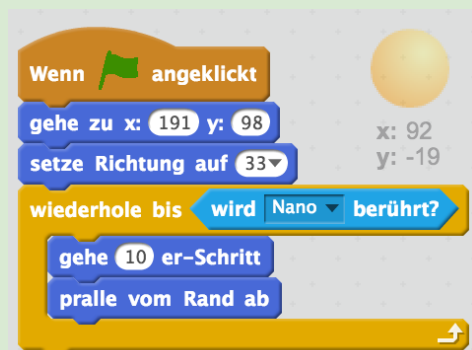 Wenn angeklickt
gehe zu x: 191 y: 98
setze Richtung auf 33
wiederhole bis wird Nano berührt?
gehe 10 er-Schritt
pralle vom Rand ab
x: 92
y: -19